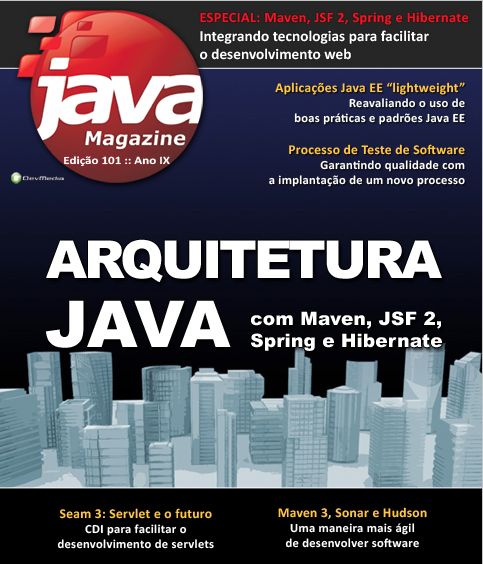 ESPECIAL: Maven, JSF 2, Spring e Hibernate
Integrando tecnologias para facilitar
o desenvolvimento web
java
Magazine
Edição 101 :: Ano IX
DevMedia
Aplicações Java EE “lightweight”
Reavaliando o uso de
boas práticas e padrões Java EE
Processo de Teste de Software
Garantindo qualidade com
a implantação de um novo processo
ARQUITETURA
JAVA
com Maven, JSF 2,
Spring e Hibernate
Seam 3: Servlet e o futuro
CDI para facilitar o
desenvolvimento de servlets
Maven 3, Sonar e Hudson
Uma maneira mais ágil
de desenvolver software